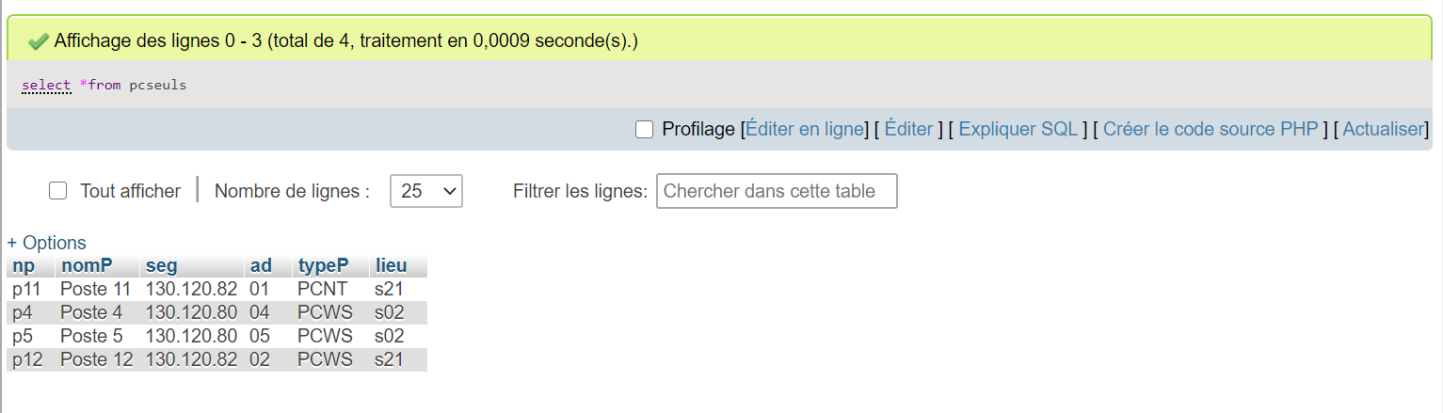 Affichage des lignes 0 - 3 (total de 4, traitement en 0,0009 seconde(s).)
select *from pcseuls
Profilage [Éditer en ligne] [ Éditer ] [ Expliquer SQL ] [ Créer le code source PHP ] [ Actualiser]
Tout afficher | Nombre de lignes : 25 Filtrer les lignes: Chercher dans cette table
+ Options
np nomP seg ad typeP lieu
p11 Poste 11 130.120.82 01 PCNT s21
p4 Poste 4 130.120.80 04 PCWS s02
p5 Poste 5 130.120.80 05 PCWS s02
p12 Poste 12 130.120.82 02 PCWS s21